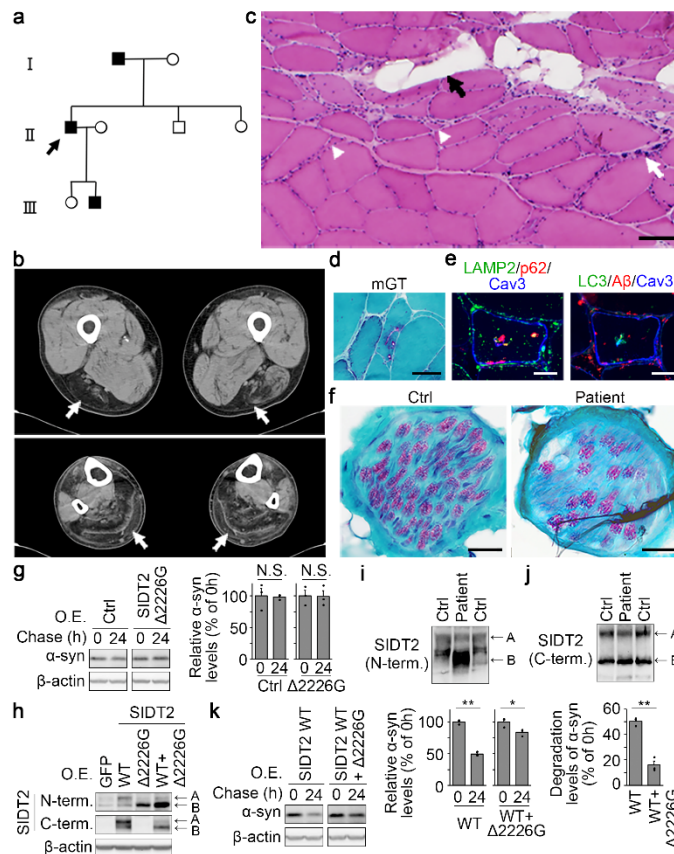 a
I
II
III
b
c
d
mGT
e
LAMP2/p62/
Cav3
LC3/Aβ/Cav3
f
Ctrl
Patient
g
O.E.
Ctrl
SIDT2
Δ2226G
Chase (h)
0 24 0 24
α-syn
β-actin
Relative α-syn
levels (% of 0h)
N.S. N.S.
100
50
0
0 24 0 24
Ctrl Δ2226G
h
SIDT2
O.E.
GFP
WT
Δ2226G
WT+
Δ2226G
SIDT2
N-term.
A
B
C-term.
A
B
β-actin
i
Ctrl
Patient
Ctrl
SIDT2
(N-term.)
A
B
j
Ctrl
Patient
Ctrl
SIDT2
(C-term.)
A
k
O.E.
SIDT2 WT
SIDT2 WT
+ Δ2226G
Chase (h)
0 24 0 24
α-syn
β-actin
Relative α-syn
levels (% of 0h)
** *
100
50
0
0 24 0 24
WT WT+
Δ2226G
Degradation
levels of α-syn
(% of 0h)
**
60
40
20
0
WT
WT+
Δ2226G